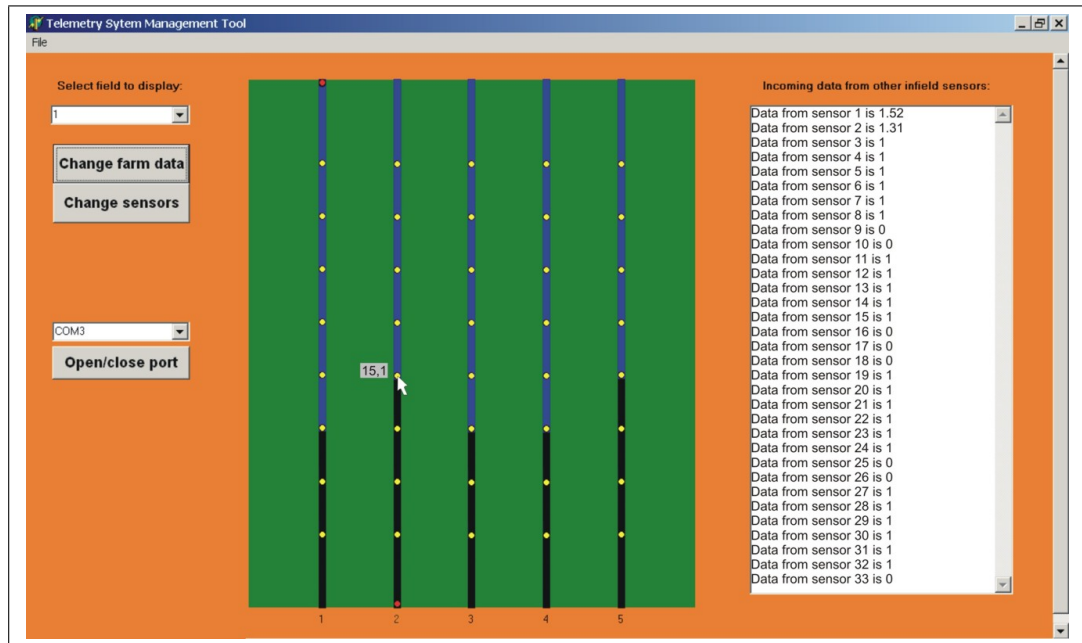 Telemetry Sytem Management Tool
File
Select field to display:
1
Change farm data
Change sensors
COM3
Open/close port
15,1
1 2 3 4 5
Incoming data from other infield sensors:
Data from sensor 1 is 1.52
Data from sensor 2 is 1.31
Data from sensor 3 is 1
Data from sensor 4 is 1
Data from sensor 5 is 1
Data from sensor 6 is 1
Data from sensor 7 is 1
Data from sensor 8 is 1
Data from sensor 9 is 0
Data from sensor 10 is 0
Data from sensor 11 is 1
Data from sensor 12 is 1
Data from sensor 13 is 1
Data from sensor 14 is 1
Data from sensor 15 is 1
Data from sensor 16 is 0
Data from sensor 17 is 0
Data from sensor 18 is 0
Data from sensor 19 is 1
Data from sensor 20 is 1
Data from sensor 21 is 1
Data from sensor 22 is 1
Data from sensor 23 is 1
Data from sensor 24 is 1
Data from sensor 25 is 0
Data from sensor 26 is 0
Data from sensor 27 is 1
Data from sensor 28 is 1
Data from sensor 29 is 1
Data from sensor 30 is 1
Data from sensor 31 is 1
Data from sensor 32 is 1
Data from sensor 33 is 0